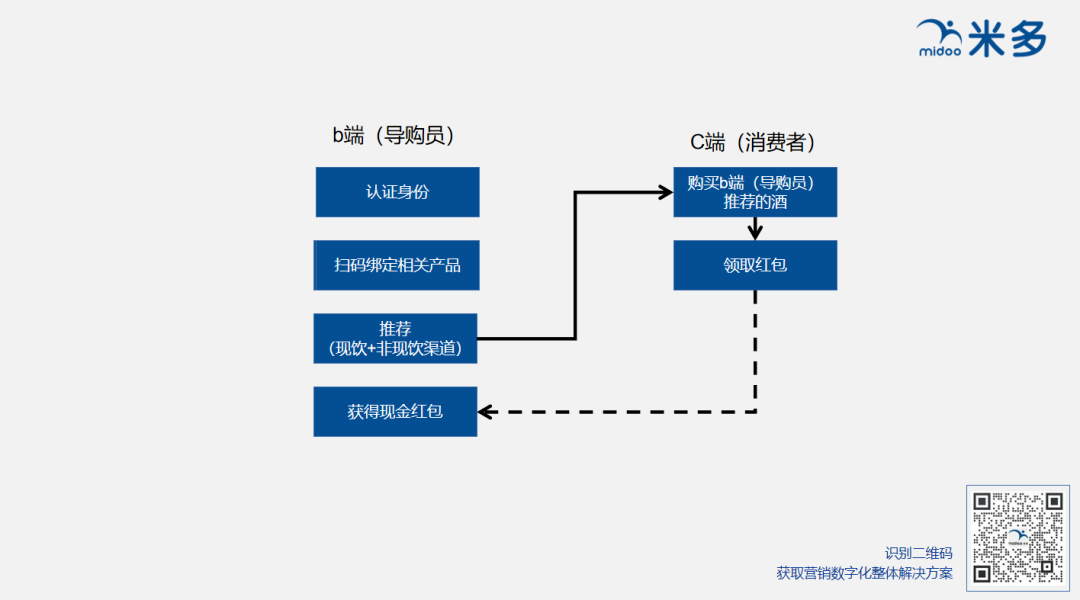 midoo 米多
b端（导购员）
认证身份
扫码绑定相关产品
推荐
（现饮+非现饮渠道）
获得现金红包
C端（消费者）
购买b端（导购员）
推荐的酒
领取红包
识别二维码
获取营销数字化整体解决方案